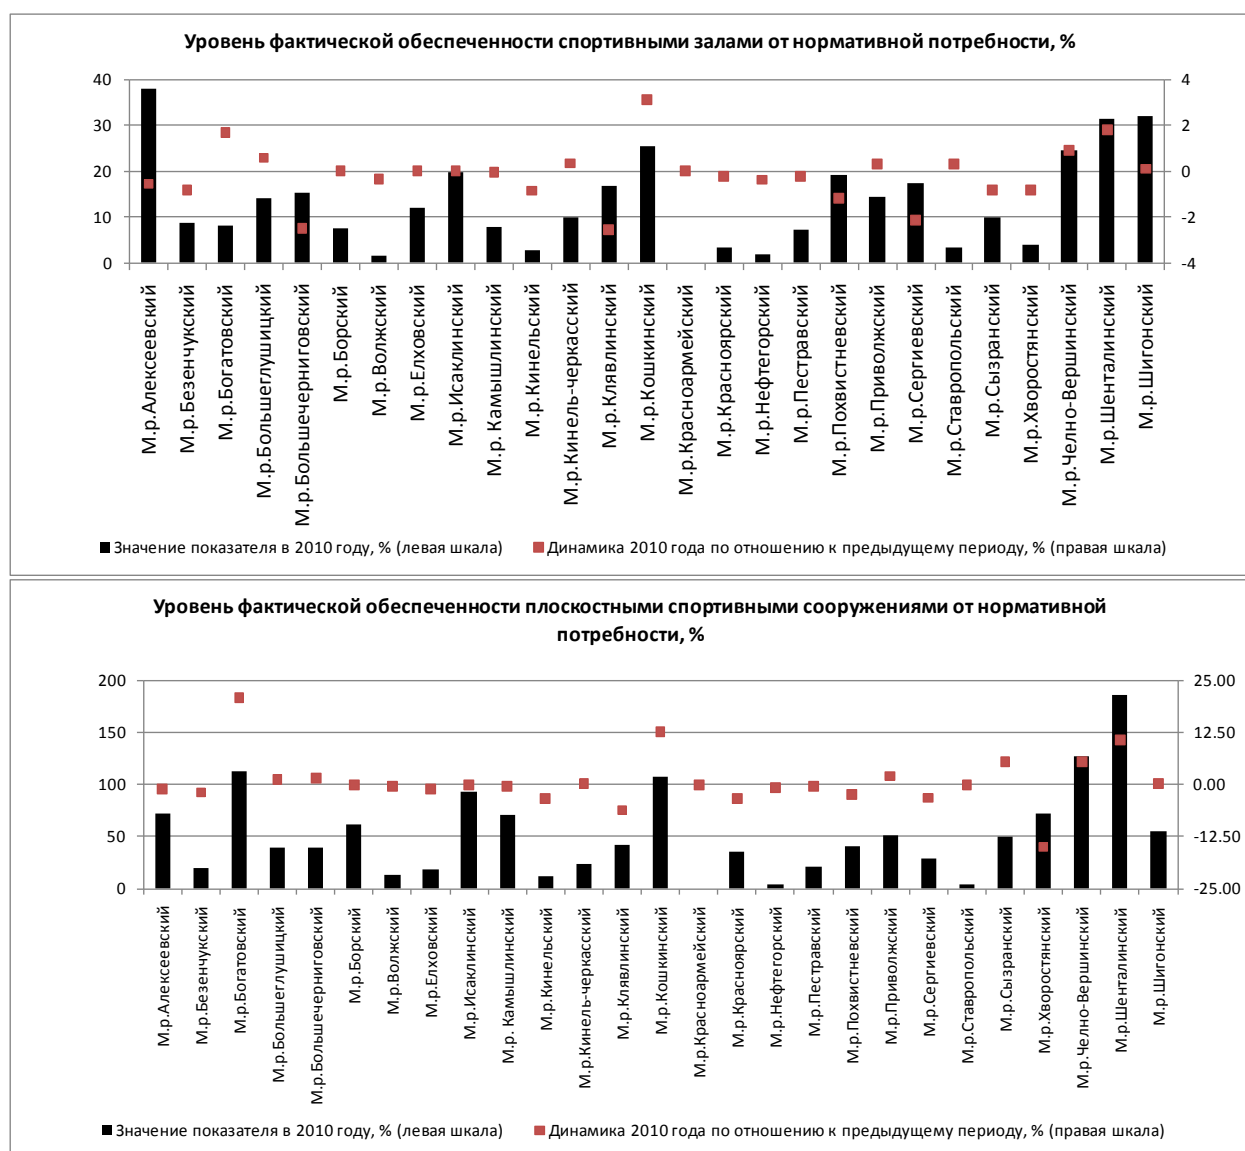 Уровень фактической обеспеченности спортивными залами от нормативной потребности, %
40
30
20
10
0
4
2
0
-2
-4
М.р.Алексеевский
М.р.Безенчукский
М.р.Богатовский
М.р.Большеглушицкий
М.р.Большечерниговский
М.р.Борский
М.р.Волжский
М.р.Елховский
М.р.Исаклинский
М.р. Камышлинский
М.р.Кинельский
М.р.Кинель-черкасский
М.р.Клявлинский
М.р.Кошкинский
М.р.Красноармейский
М.р.Красноярский
М.р.Нефтегорский
М.р.Пестравский
М.р.Похвистневский
М.р.Приволжский
М.р.Сергиевский
М.р.Ставропольский
М.р.Сызранский
М.р.Хворостянский
М.р.Челно-Вершинский
М.р.Шенталинский
М.р.Шигонский
Значение показателя в 2010 году, % (левая шкала)
Динамика 2010 года по отношению к предыдущему периоду, % (правая шкала)
Уровень фактической обеспеченности плоскостными спортивными сооружениями от нормативной
потребности, %
200
150
100
50
0
25.00
12.50
0.00
-12.50
-25.00
М.р.Алексеевский
М.р.Безенчукский
М.р.Богатовский
М.р.Большеглушицкий
М.р.Большечерниговский
М.р.Борский
М.р.Волжский
М.р.Елховский
М.р.Исаклинский
М.р. Камышлинский
М.р.Кинельский
М.р.Кинель-черкасский
М.р.Клявлинский
М.р.Кошкинский
М.р.Красноармейский
М.р.Красноярский
М.р.Нефтегорский
М.р.Пестравский
М.р.Похвистневский
М.р.Приволжский
М.р.Сергиевский
М.р.Ставропольский
М.р.Сызранский
М.р.Хворостянский
М.р.Челно-Вершинский
М.р.Шенталинский
М.р.Шигонский
Значение показателя в 2010 году, % (левая шкала)
Динамика 2010 года по отношению к предыдущему периоду, % (правая шкала)